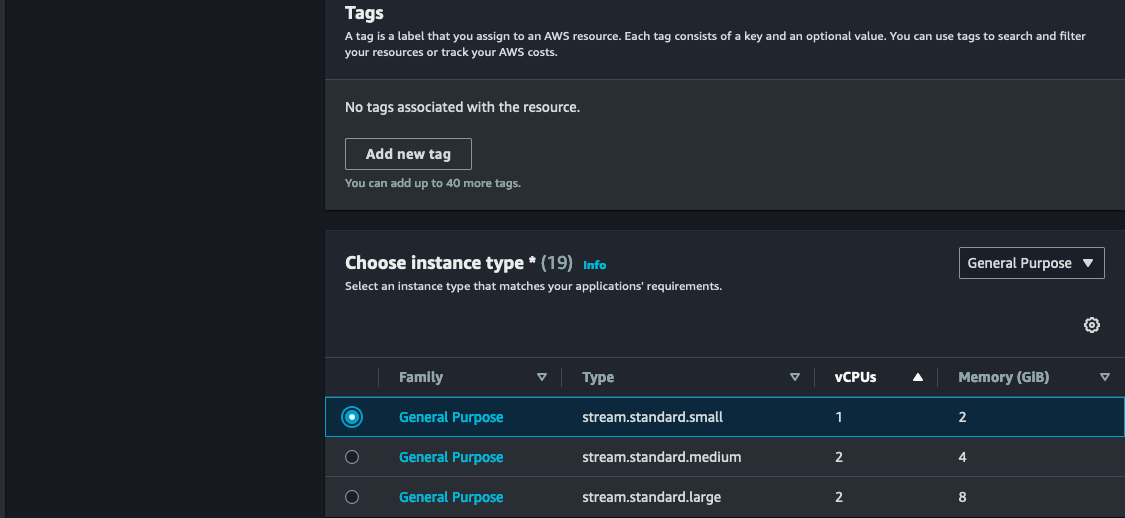 Tags
A tag is a label that you assign to an AWS resource. Each tag consists of a key and an optional value. You can use tags to search and filter
your resources or track your AWS costs.
No tags associated with the resource.
Add new tag
You can add up to 40 more tags.
Choose instance type * (19) Info
General Purpose
Select an instance type that matches your applications' requirements.
Family Type vCPUs Memory (GiB)
General Purpose stream.standard.small 1 2
General Purpose stream.standard.medium 2 4
General Purpose stream.standard.large 2 8